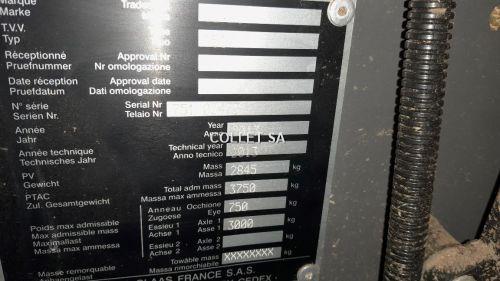 Marque
Marke
T.V.V.
Typ
Réceptionné Approval Nr
Pruefnummer Nr omologazione
Date réception Approval date
Pruetdatum Dati omologazione
N° série Serial Nr
Serien Nr. Telaio Nr
Année Year
Jahr Anno
COLLET SA
Année technique Technical year
Technisches Jahr Anno tecnico 2013
PV Mass
Gewicht Massa 2845 kg
PTAC Total adm mass
Zul. Gesamtgewicht Massa max ammessa 3750 kg
Poids max admissible Anneau Occhione
Max admissible mass Zugoese Eye 750 kg
Maximallast Essieu 1 Axle 1
Massa max ammessa Achse 1 Asse 1 3000 kg
Essieu 2 Axle 2
Achse 2 Asse 2 kg
Masse remorquable Towable mass
Massa rimorchiabile XXXXXXXX kg
CLAAS FRANCE S.A.S.